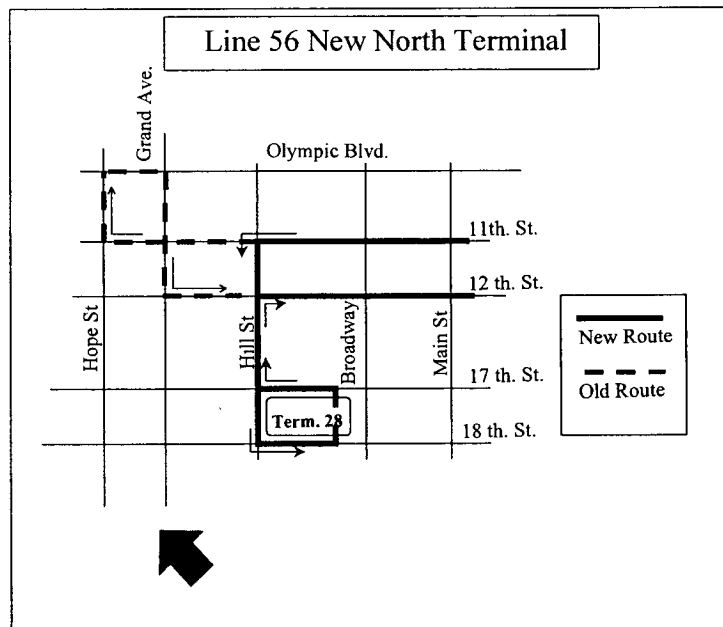 Line 56 New North Terminal
Grand Ave.
Olympic Blvd.
11th. St.
12 th. St.
Hope St
Hill St
Broadway
Main St
New Route
17 th. St.
Old Route
Term. 28
18 th. St.